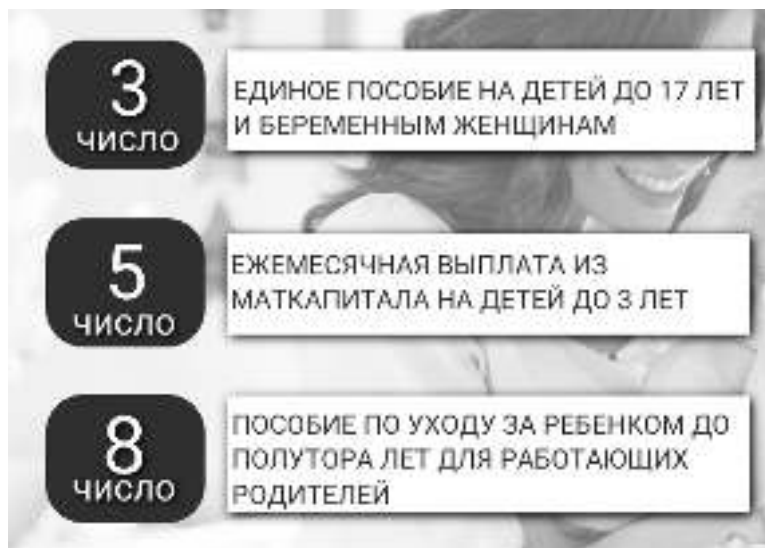 3
ЧИСЛО
ЕДИНОЕ ПОСОБИЕ НА ДЕТЕЙ ДО 17 ЛЕТ
И БЕРЕМЕННЫМ ЖЕНЩИНАМ
5
ЧИСЛО
ЕЖЕМЕСЯЧНАЯ ВЫПЛАТА ИЗ
МАТКАПИТАЛА НА ДЕТЕЙ ДО 3 ЛЕТ
8
ЧИСЛО
ПОСОБИЕ ПО УХОДУ ЗА РЕБЕНКОМ ДО
ПОЛУТОРА ЛЕТ ДЛЯ РАБОТАЮЩИХ
РОДИТЕЛЕЙ